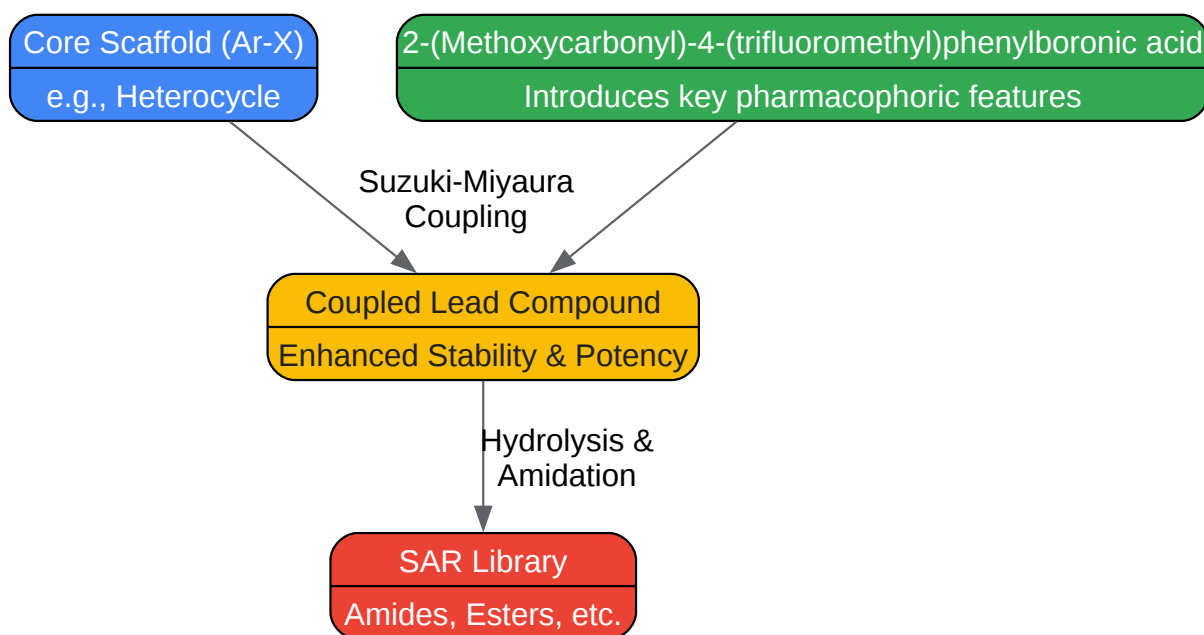 Core Scaffold (Ar-X)
e.g., Heterocycle
2-(Methoxycarbonyl)-4-(trifluoromethyl)phenylboronic acid
Introduces key pharmacophoric features
Suzuki-Miyaura
Coupling
Coupled Lead Compound
Enhanced Stability & Potency
Hydrolysis &
Amidation
SAR Library
Amides, Esters, etc.